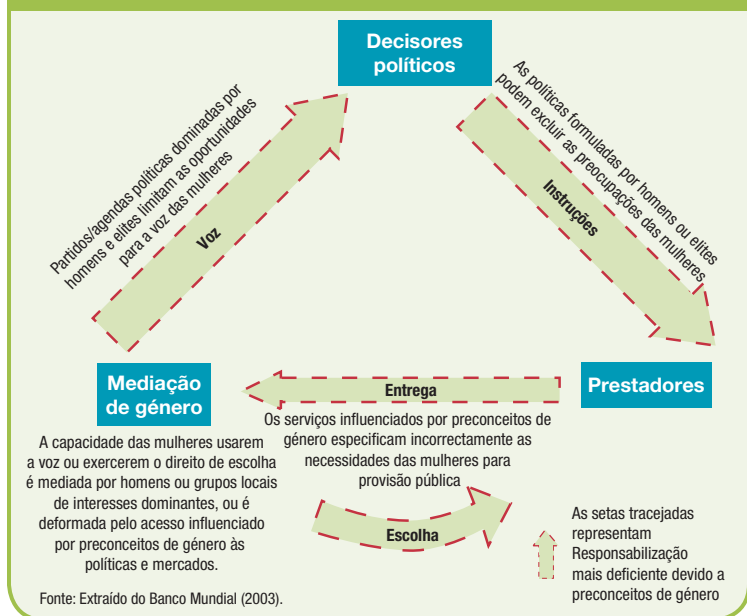 Decisores
políticos
Partidos/agendas políticas dominadas por
homens e elites limitam as oportunidades
para a voz das mulheres
Voz
As políticas formuladas por homens ou elites
podem excluir as preocupações das mulheres
Instruções
Mediação
de género
Entrega
Prestadores
Os serviços influenciados por preconceitos de
género especificam incorrectamente as
necessidades das mulheres para
provisão pública
A capacidade das mulheres usarem
a voz ou exercerem o direito de escolha
é mediada por homens ou grupos locais
de interesses dominantes, ou é
deformada pelo acesso influenciado
por preconceitos de género às
políticas e mercados.
Escolha
As setas tracejadas
representam
Responsabilização
mais deficiente devido a
preconceitos de género
Fonte: Extraído do Banco Mundial (2003).